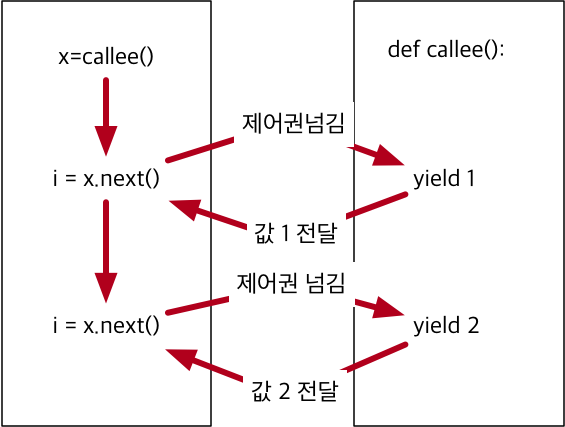 x=callee()
def callee():
제어권넘김
i = x.next()
yield 1
값 1 전달
제어권 넘김
i = x.next()
yield 2
값 2 전달